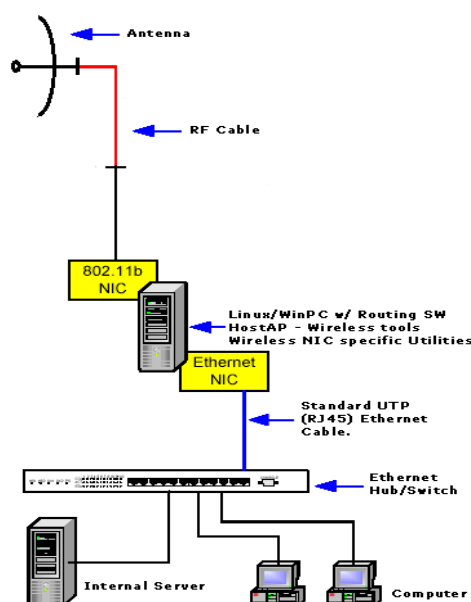 Antenna
RF Cable
802.11b
NIC
Linux/WinPC w/ Routing SW
HostAP - Wireless tools
Wireless NIC specific Utilities
Ethernet
NIC
Standard UTP
(RJ45) Ethernet
Cable.
Ethernet
Hub/Switch
Internal Server
Computer